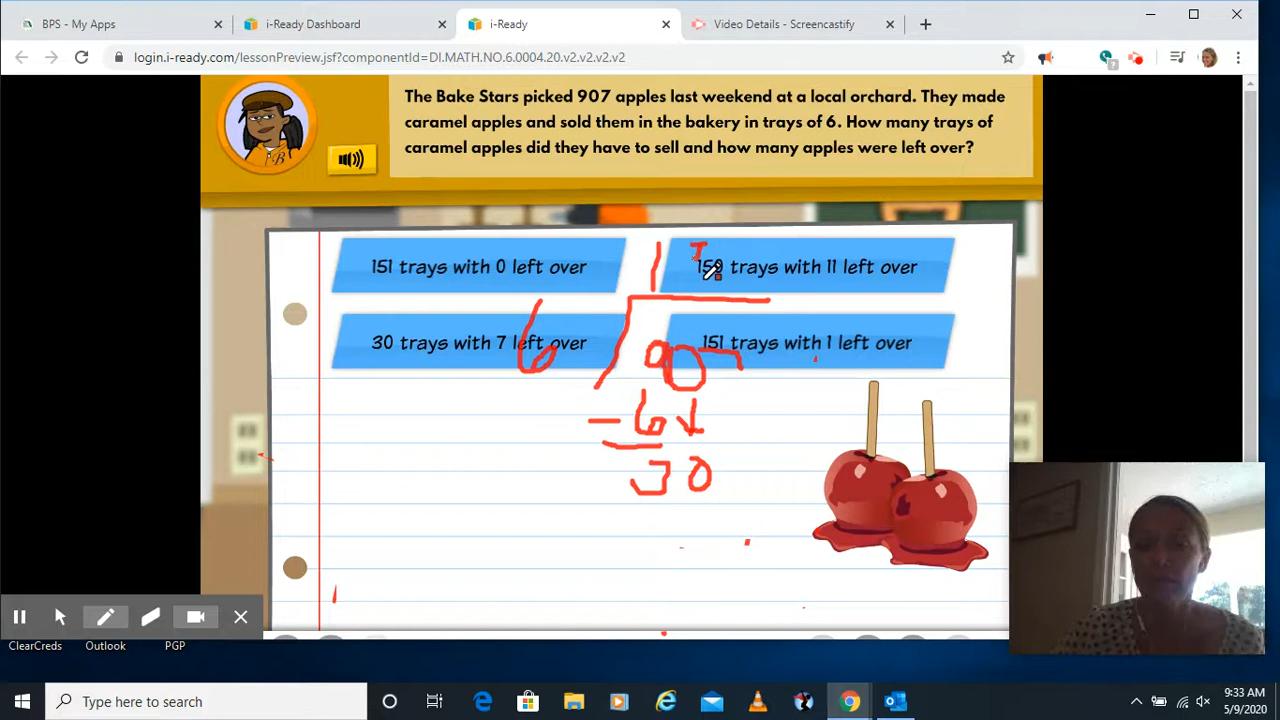 BPS - My Apps
i-Ready Dashboard
i-Ready
Video Details - Screencastify
login.i-ready.com/lessonPreview.jsf?componentId=DI.MATH.NO.6.0004.20.v2.v2.v2.v2
The Bake Stars picked 907 apples last weekend at a local orchard. They made
caramel apples and sold them in the bakery in trays of 6. How many trays of
caramel apples did they have to sell and how many apples were left over?
B
151 trays with 0 left over
trays with 11 left over
30 trays with 7 left over
151 trays with 1 left over
1
6 907
- 6
30
ClearCreds
Outlook
PGP
Type here to search
9:33 AM
5/9/2020